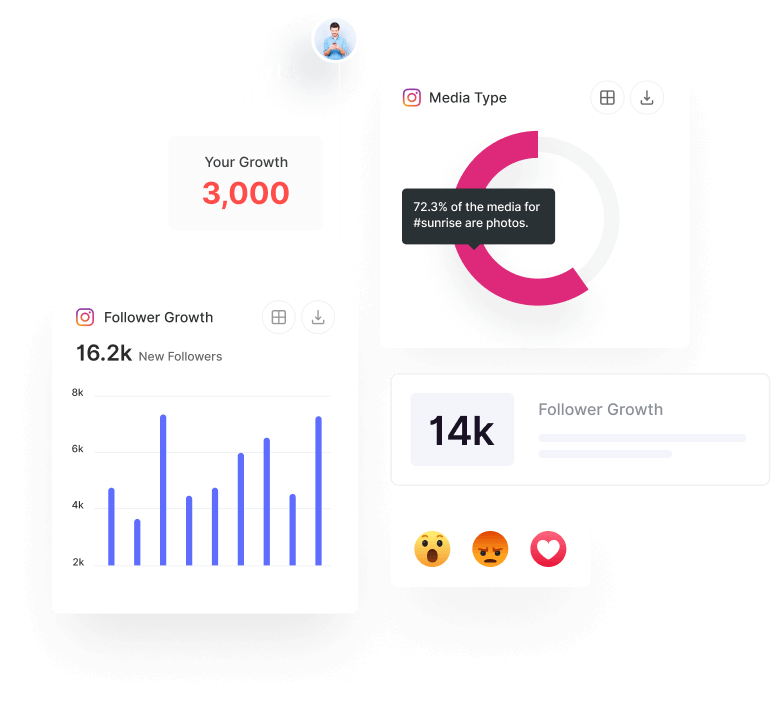 Media Type
72.3% of the media for
#sunrise are photos.
Your Growth
3,000
Follower Growth
16.2k New Followers
8k
6k
4k
2k
14k
Follower Growth